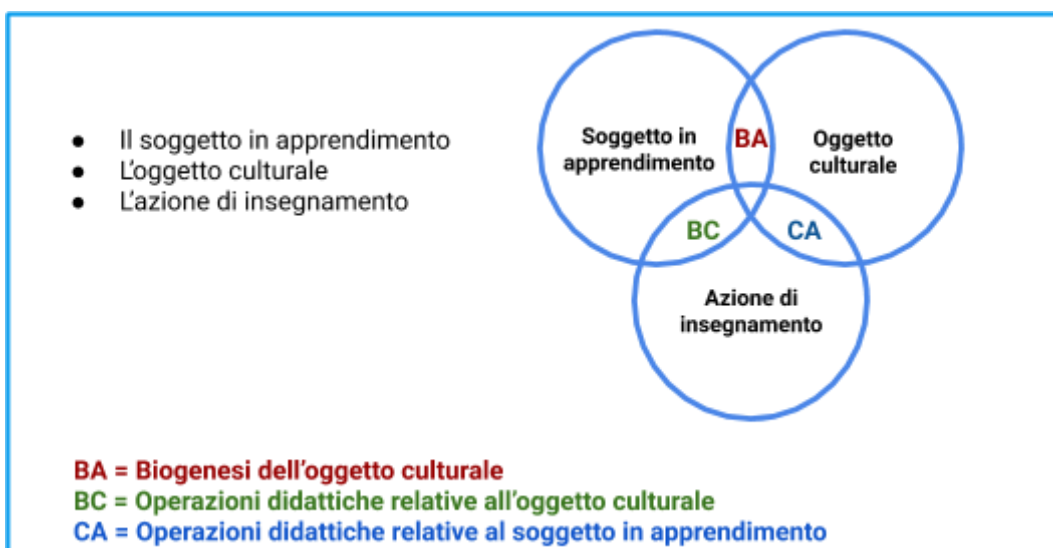 ● Il soggetto in apprendimento
● L'oggetto culturale
● L'azione di insegnamento
Soggetto in
apprendimento
BA
Oggetto
culturale
BC
CA
Azione di
insegnamento
BA = Biogenesi dell'oggetto culturale
BC = Operazioni didattiche relative all'oggetto culturale
CA = Operazioni didattiche relative al soggetto in apprendimento